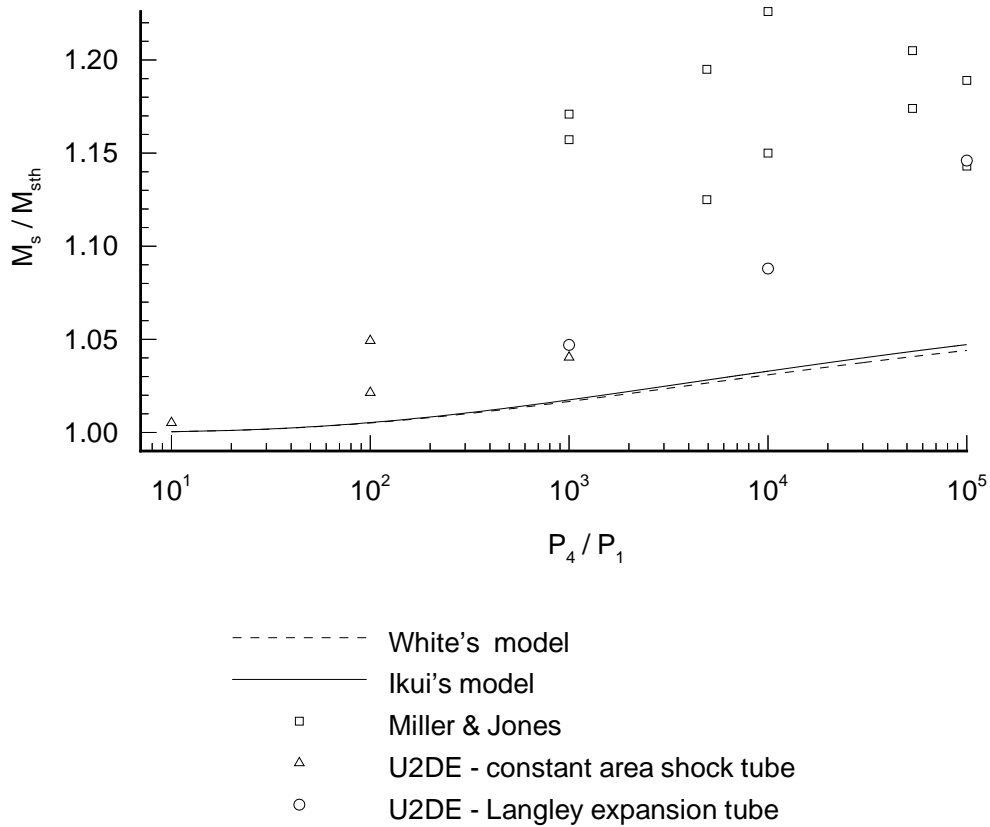 1.20
1.15
1.10
1.05
1.00
M_s / M_sth
10^1 10^2 10^3 10^4 10^5
P_4 / P_1
White's model
Ikui's model
Miller & Jones
U2DE - constant area shock tube
U2DE - Langley expansion tube